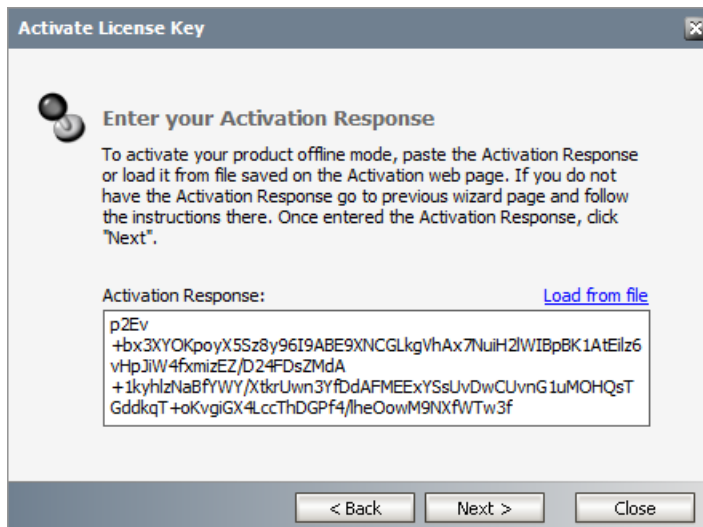 Activate License Key
Enter your Activation Response
To activate your product offline mode, paste the Activation Response
or load it from file saved on the Activation web page. If you do not
have the Activation Response go to previous wizard page and follow
the instructions there. Once entered the Activation Response, click
"Next".
Activation Response:
Load from file
p2Ev
+bx3XYOKpoyX5Sz8y96I9ABE9XNCGLkgVhAx7NuiH2lWIBpBK1AtEilz6
vHpJiW4fxmizEZ/D24FDsZMdA
+1kyhlzNaBfYWY/XtkrUwn3YfDdAFMEExYSsUvDwCUvnG1uMOHQsT
GddkqT+oKvgiGX4LccThDGPf4/lheOowM9NXfWTw3f
< Back
Next >
Close